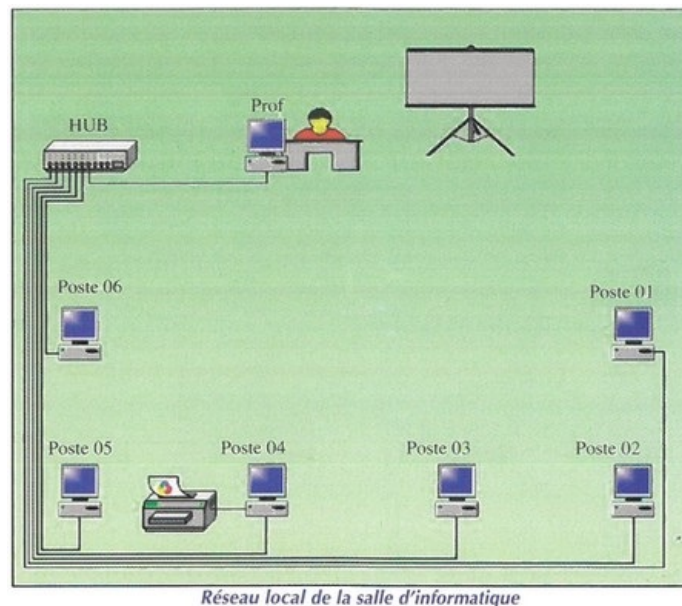 Prof
HUB
Poste 06
Poste 01
Poste 05
Poste 04
Poste 03
Poste 02
Réseau local de la salle d'informatique